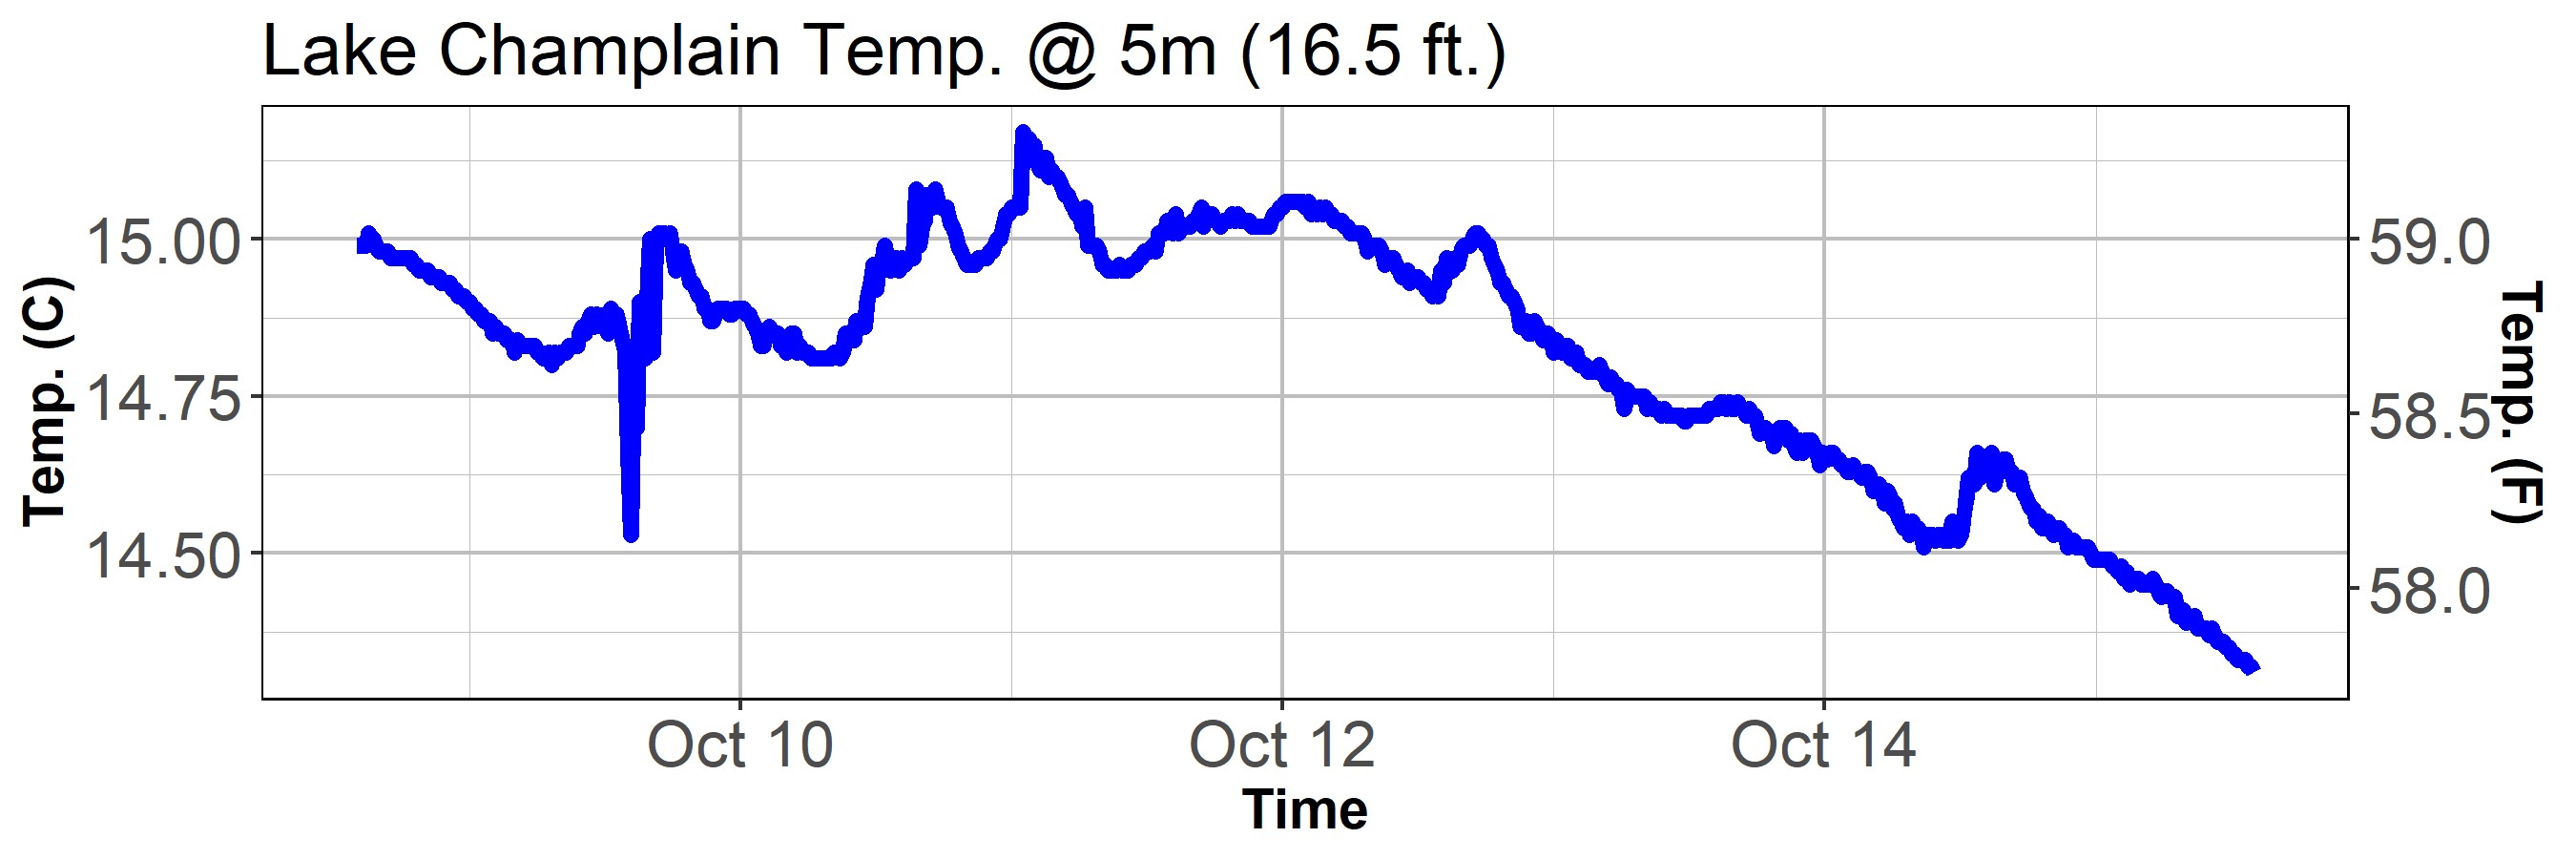 Lake Champlain Temp. @ 5m (16.5 ft.)
Temp. (C)
15.00
14.75
14.50
59.0
58.5
58.0
Temp. (F)
Oct 10 Oct 12 Oct 14
Time